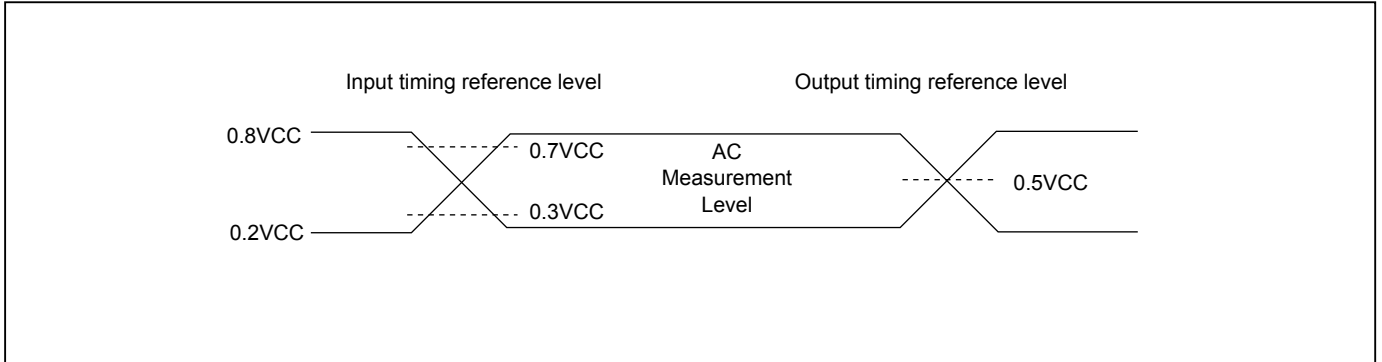 Input timing reference level
Output timing reference level
0.8VCC
0.7VCC
AC
Measurement
Level
0.5VCC
0.3VCC
0.2VCC